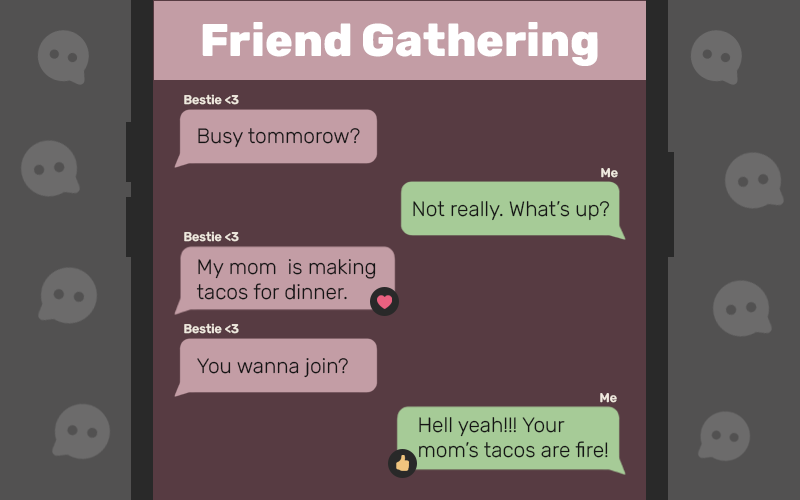 Friend Gathering
Bestie <3
Busy tommorow?
Me
Not really. What's up?
Bestie <3
My mom  is making
tacos for dinner.
Bestie <3
You wanna join?
Me
Hell yeah!!! Your
mom's tacos are fire!